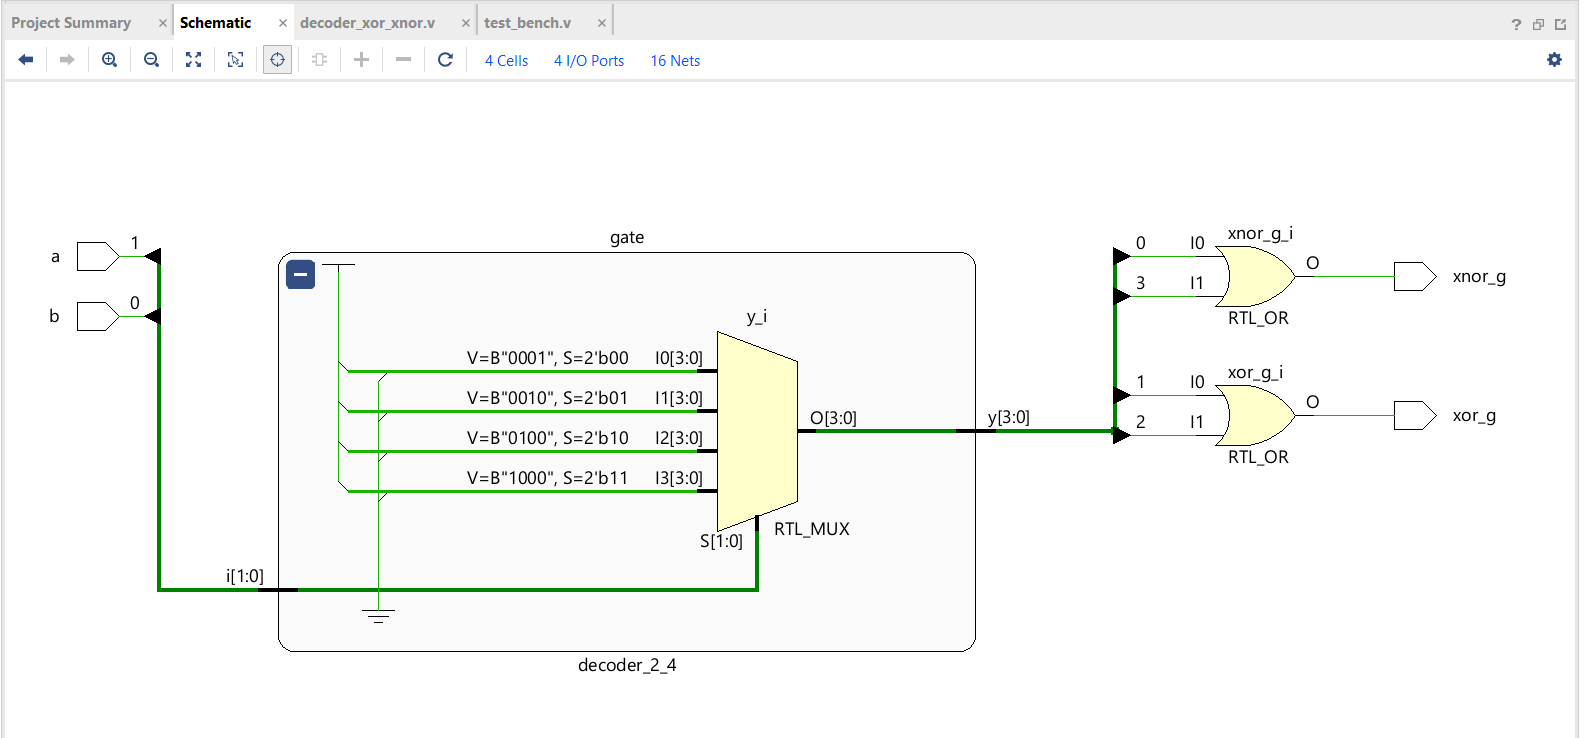 Project Summary × Schematic × decoder_xor_xnor.v × test_bench.v × ?
4 Cells 4 I/O Ports 16 Nets
a 1
b 0
gate
y_i
V=B"0001", S=2'b00 I0[3:0]
V=B"0010", S=2'b01 I1[3:0]
V=B"0100", S=2'b10 I2[3:0]
V=B"1000", S=2'b11 I3[3:0]
O[3:0]
y[3:0]
S[1:0]
RTL_MUX
i[1:0]
decoder_2_4
xnor_g_i
0 I0
3 I1
O
xnor_g
RTL_OR
xor_g_i
1 I0
2 I1
O
xor_g
RTL_OR